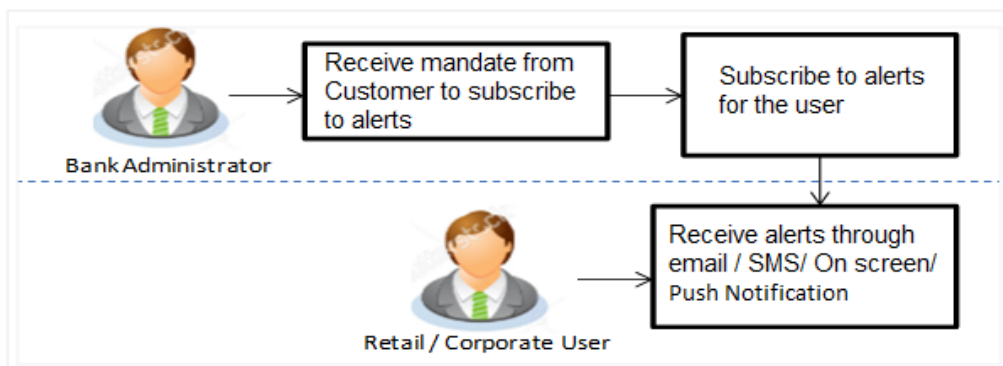 Receive mandate from
Customer to subscribe
to alerts
Subscribe to alerts
for the user
Bank Administrator
Receive alerts through
email / SMS/ On screen/
Push Notification
Retail / Corporate User